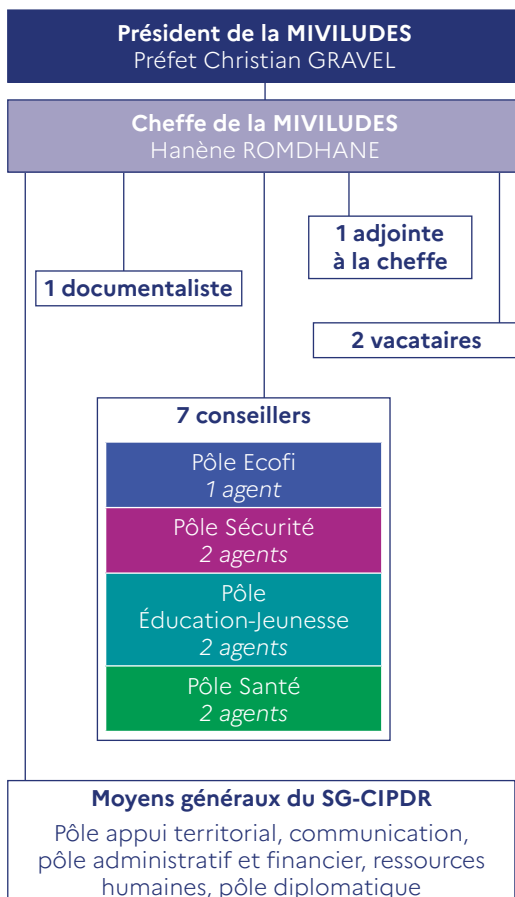 Président de la MIVILUDES
Préfet Christian GRAVEL
Cheffe de la MIVILUDES
Hanène ROMDHANE
1 adjointe
à la cheffe
1 documentaliste
2 vacataires
7 conseillers
Pôle Ecofi
1 agent
Pôle Sécurité
2 agents
Pôle
Éducation-Jeunesse
2 agents
Pôle Santé
2 agents
Moyens généraux du SG-CIPDR
Pôle appui territorial, communication,
pôle administratif et financier, ressources
humaines, pôle diplomatique